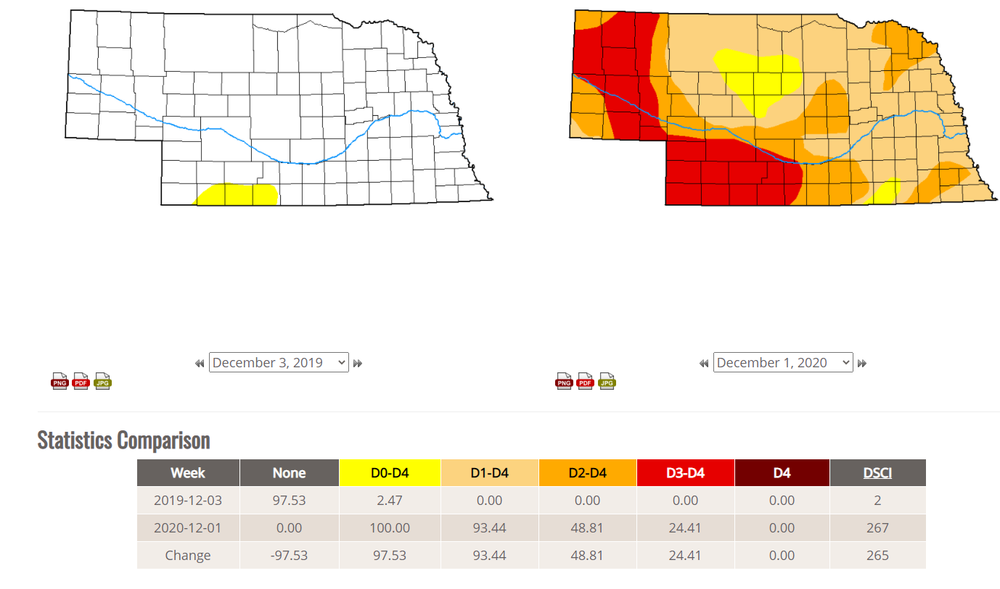 December 3, 2019
December 1, 2020
PNG PDF JPG
PNG PDF JPG
Statistics Comparison
Week None D0-D4 D1-D4 D2-D4 D3-D4 D4 DSCI
2019-12-03 97.53 2.47 0.00 0.00 0.00 0.00 2
2020-12-01 0.00 100.00 93.44 48.81 24.41 0.00 267
Change -97.53 97.53 93.44 48.81 24.41 0.00 265